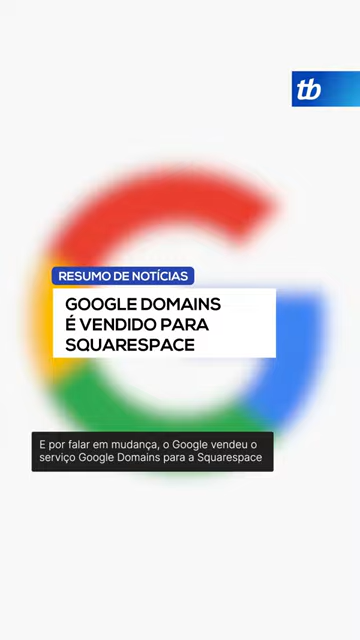 tb
RESUMO DE NOTÍCIAS
GOOGLE DOMAINS
É VENDIDO PARA
SQUARESPACE
E por falar em mudança, o Google vendeu o
serviço Google Domains para a Squarespace